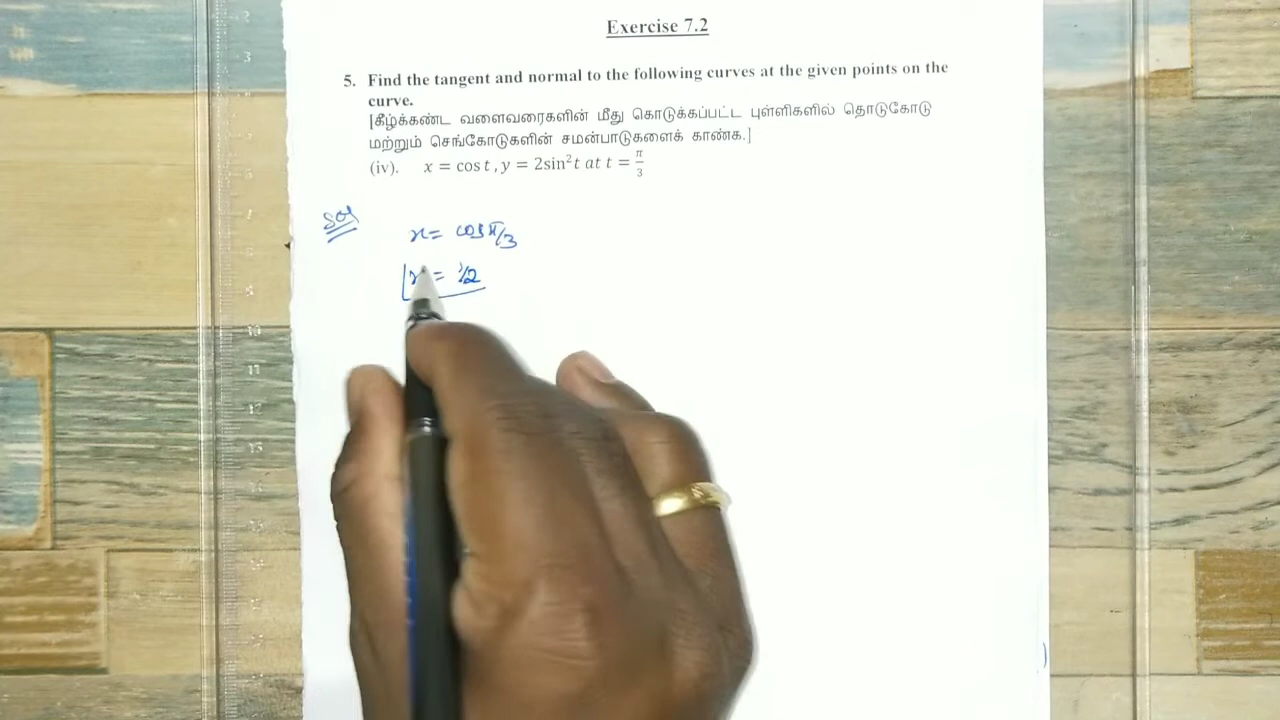 Exercise 7.2
5. Find the tangent and normal to the following curves at the given points on the
curve.
[கீழ்க்கண்ட வளைவரைகளின் மீது கொடுக்கப்பட்ட புள்ளிகளில் தொடுகோடு
மற்றும் செங்கோடுகளின் சமன்பாடுகளைக் காண்க.]
(iv). x = cos t , y = 2sin²t at t = π/3
Sol
x = cos π/3
x = 1/2